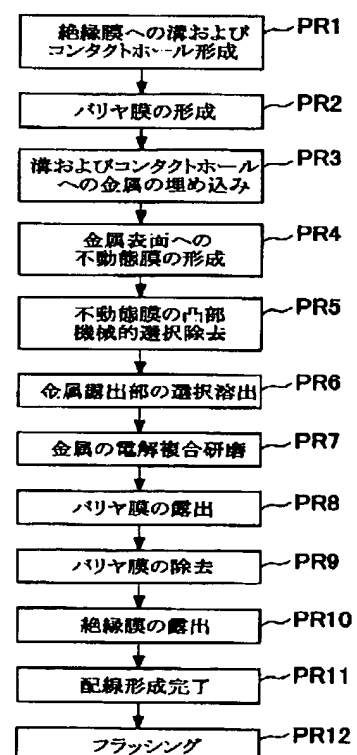 絶縁膜への溝および
コンタクトホール形成
PR1
バリヤ膜の形成
PR2
溝およびコンタクトホール
への金属の埋め込み
PR3
金属表面への
不動態膜の形成
PR4
不動態膜の凸部
機械的選択除去
PR5
金属露出部の選択溶出
PR6
金属の電解複合研磨
PR7
バリヤ膜の露出
PR8
バリヤ膜の除去
PR9
絶縁膜の露出
PR10
配線形成完了
PR11
フラッシング
PR12